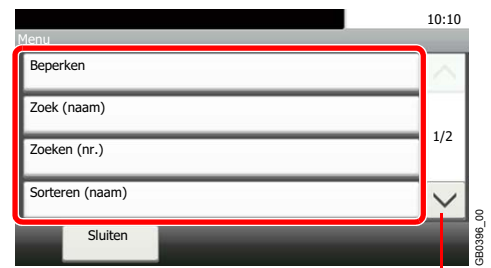 10:10
Menu
Beperken
Zoek (naam)
1/2
Zoeken (nr.)
Sorteren (naam)
Sluiten
GB0396_00